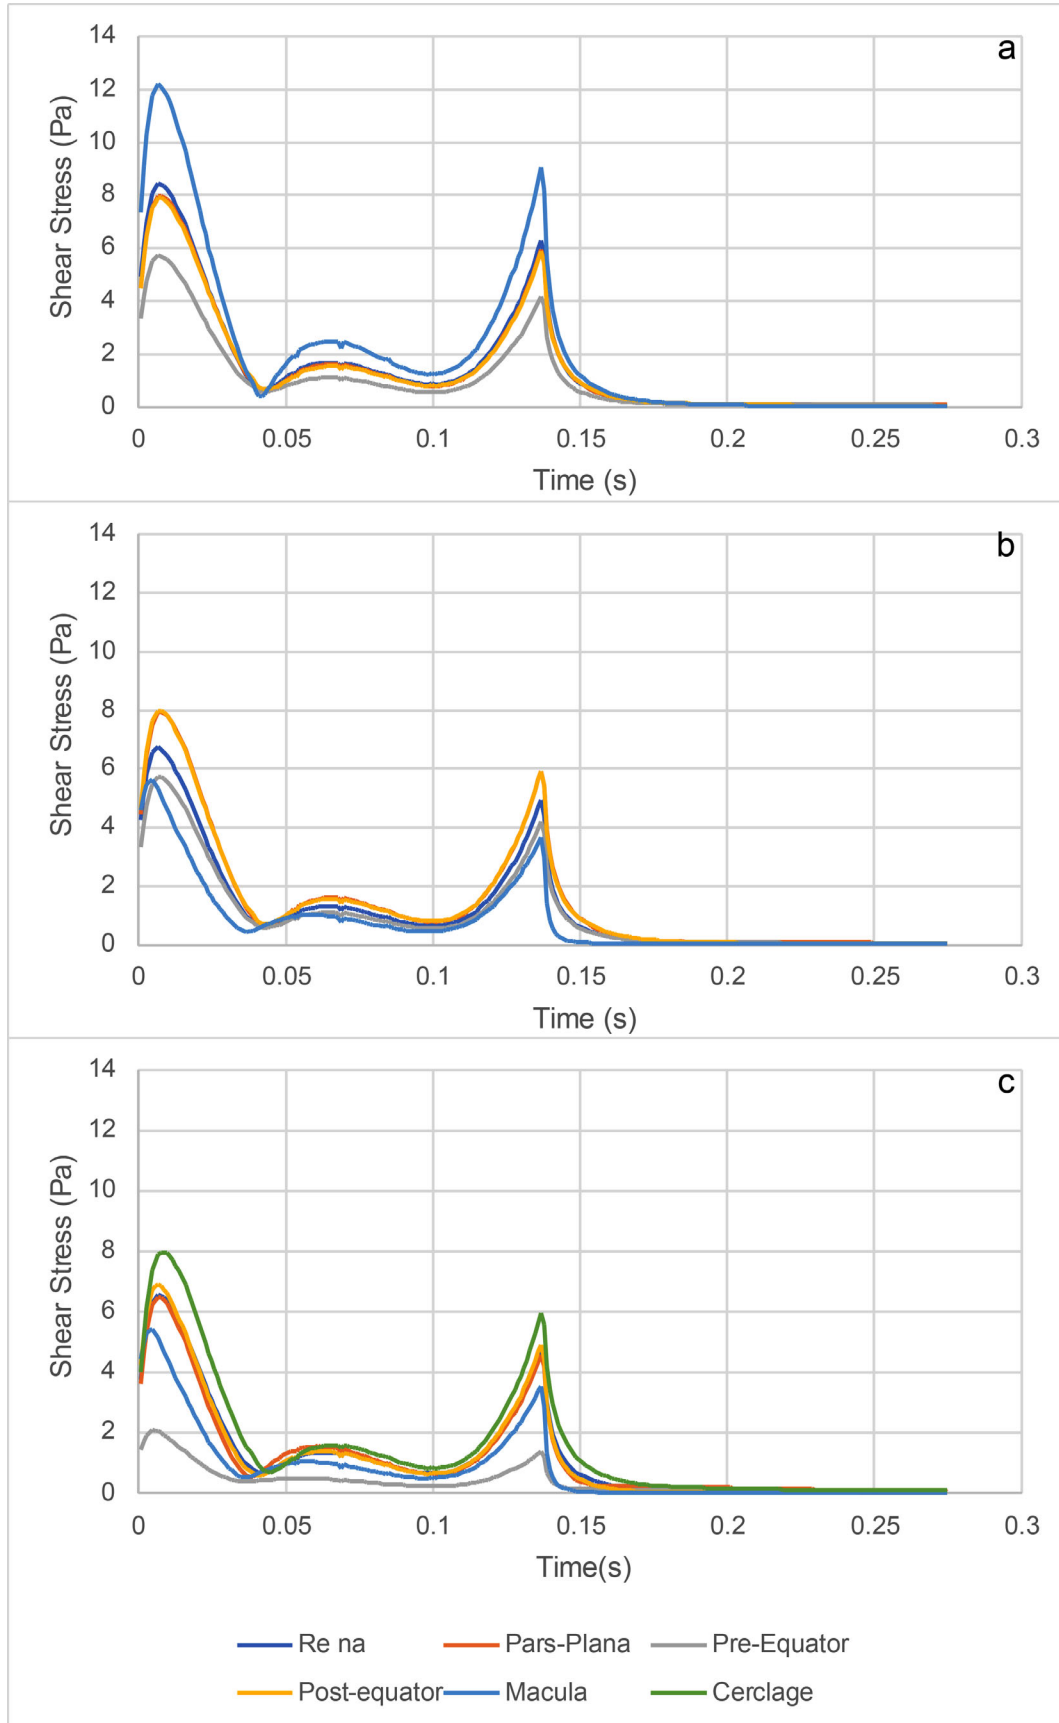 a
14
12
10
8
6
4
2
0
Shear Stress (Pa)
0 0.05 0.1 0.15 0.2 0.25 0.3
Time (s)
b
14
12
10
8
6
4
2
0
Shear Stress (Pa)
0 0.05 0.1 0.15 0.2 0.25 0.3
Time (s)
c
14
12
10
8
6
4
2
0
Shear Stress (Pa)
0 0.05 0.1 0.15 0.2 0.25 0.3
Time(s)
Re na Pars-Plana Pre-Equator
Post-equator Macula Cerclage